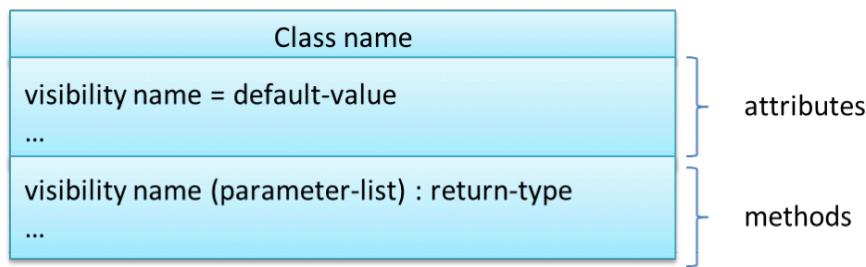 Class name
visibility name = default-value
...
attributes
visibility name (parameter-list) : return-type
...
methods